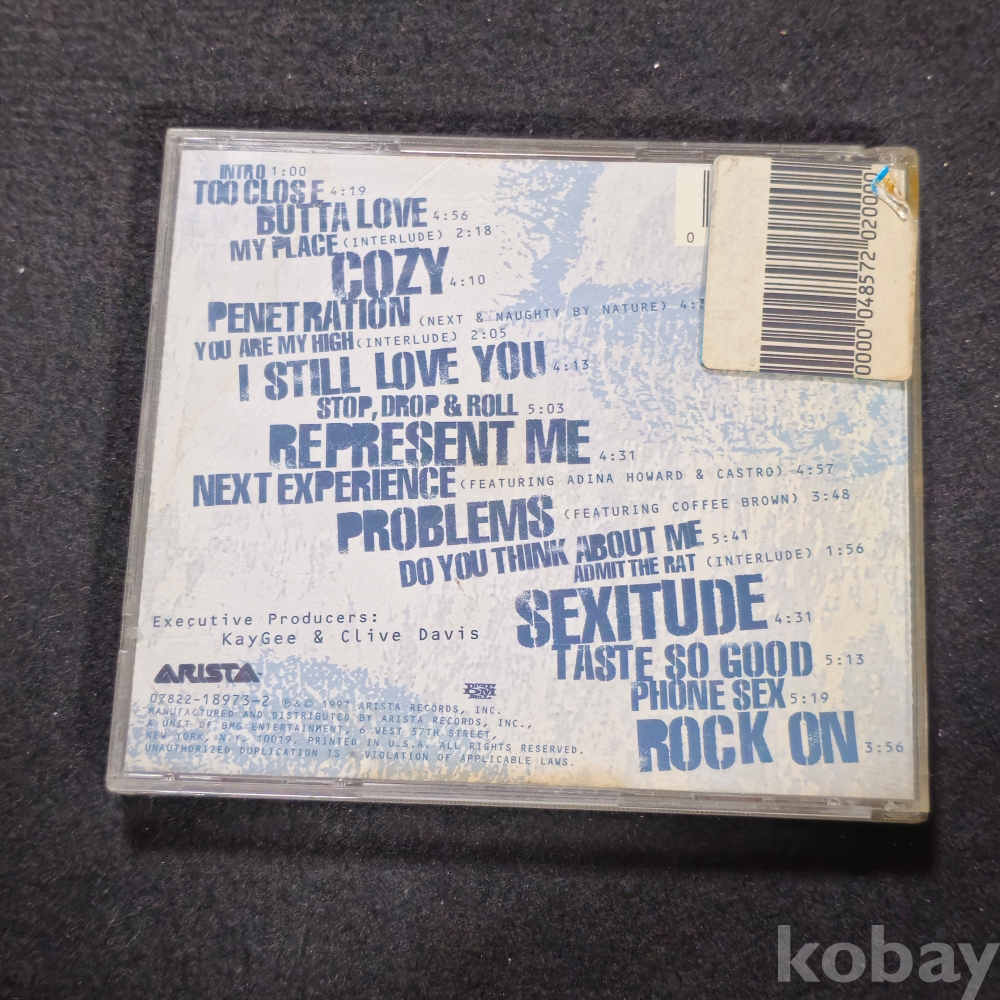 INTRO 1:00
TOO CLOSE 4:19
BUTTA LOVE 4:56
MY PLACE (INTERLUDE) 2:18
COZY 4:10
PENETRATION (NEXT & NAUGHTY BY NATURE)
YOU ARE MY HIGH (INTERLUDE) 2:05
I STILL LOVE YOU 4:13
STOP, DROP & ROLL 5:03
REPRESENT ME 4:31
NEXT EXPERIENCE (FEATURING ADINA HOWARD & CASTRO) 4:57
PROBLEMS (FEATURING COFFEE BROWN) 3:48
DO YOU THINK ABOUT ME 5:41
ADMIT THE RAT (INTERLUDE) 1:56
SEXITUDE 4:31
TASTE SO GOOD 5:13
PHONE SEX 5:19
ROCK ON 3:56
0
0000 048572 020000
Executive Producers:
KayGee & Clive Davis
ARISTA
07822-18973-2 ℗&© 1997 ARISTA RECORDS, INC.
MANUFACTURED AND DISTRIBUTED BY ARISTA RECORDS, INC.,
A UNIT OF BMG ENTERTAINMENT, 6 WEST 57TH STREET,
NEW YORK, N.Y. 10019. PRINTED IN U.S.A. ALL RIGHTS RESERVED.
UNAUTHORIZED DUPLICATION IS A VIOLATION OF APPLICABLE LAWS.
kobay